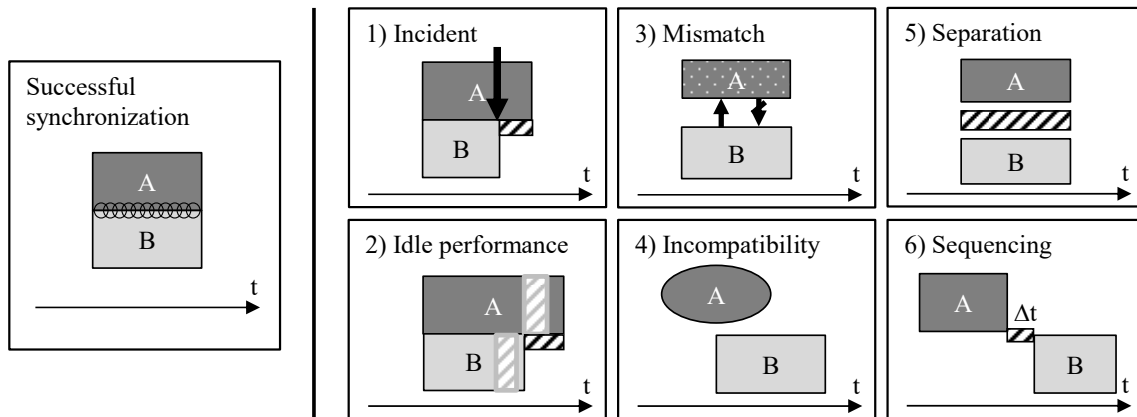 Successful
synchronization
A
B
t
1) Incident
A
B
t
3) Mismatch
A
B
t
5) Separation
A
B
t
2) Idle performance
A
B
t
4) Incompatibility
A
B
t
6) Sequencing
A
Δt
B
t